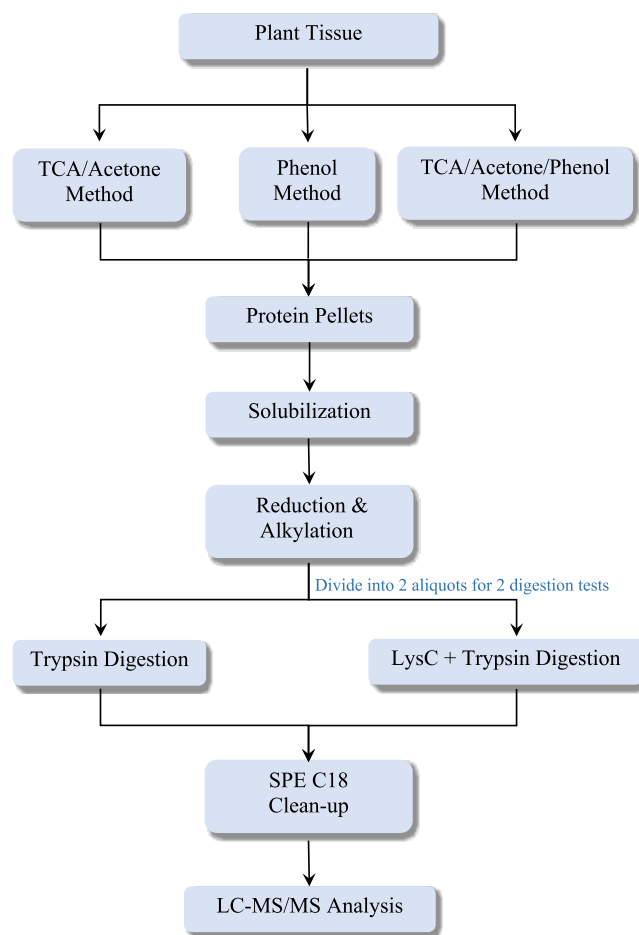 Plant Tissue
TCA/Acetone
Method
Phenol
Method
TCA/Acetone/Phenol
Method
Protein Pellets
Solubilization
Reduction &
Alkylation
Divide into 2 aliquots for 2 digestion tests
Trypsin Digestion
LysC + Trypsin Digestion
SPE C18
Clean-up
LC-MS/MS Analysis